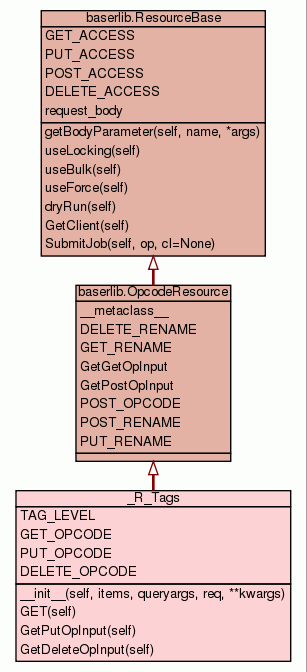 baserlib.ResourceBase
GET_ACCESS
PUT_ACCESS
POST_ACCESS
DELETE_ACCESS
request_body
getBodyParameter(self, name, *args)
useLocking(self)
useBulk(self)
useForce(self)
dryRun(self)
GetClient(self)
SubmitJob(self, op, cl=None)
baserlib.OpcodeResource
__metaclass__
DELETE_RENAME
GET_RENAME
GetGetOpInput
GetPostOpInput
POST_OPCODE
POST_RENAME
PUT_RENAME
_R_Tags
TAG_LEVEL
GET_OPCODE
PUT_OPCODE
DELETE_OPCODE
__init__(self, items, queryargs, req, **kwargs)
GET(self)
GetPutOpInput(self)
GetDeleteOpInput(self)